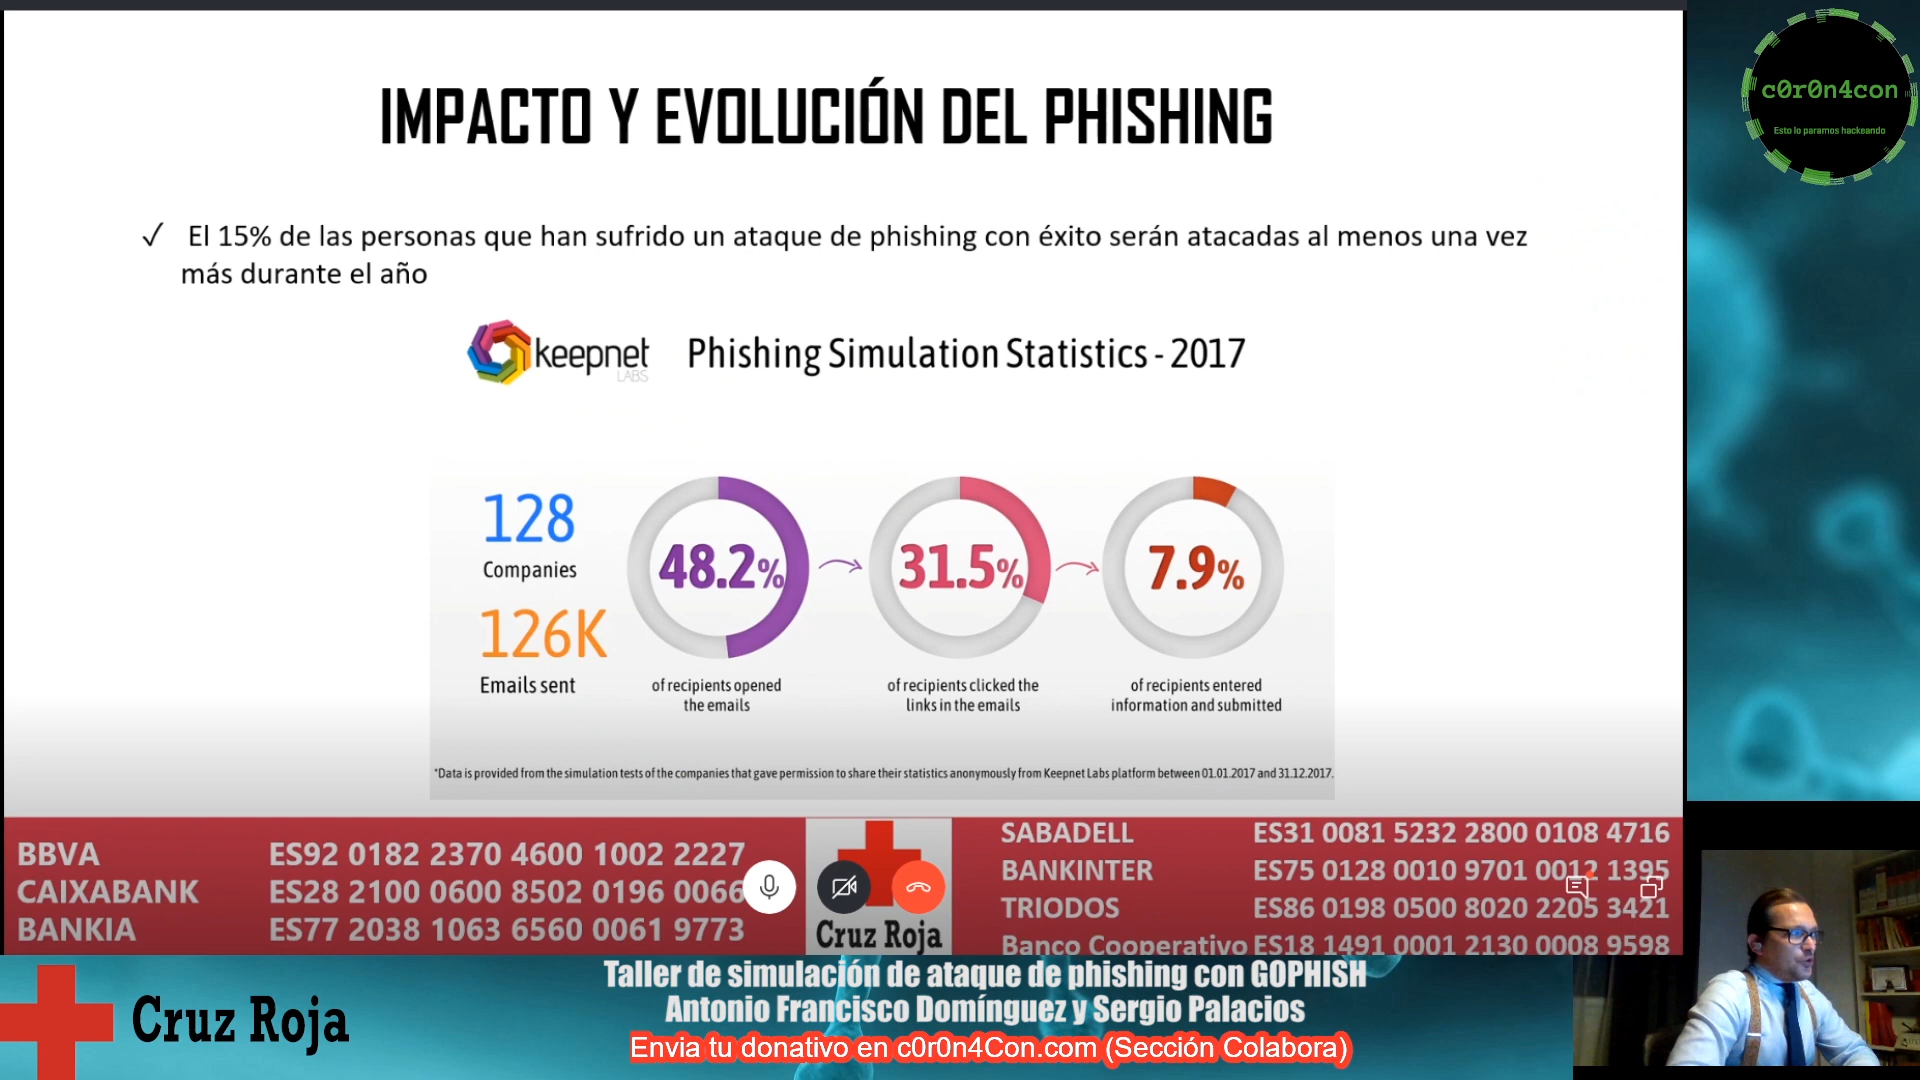 IMPACTO Y EVOLUCIÓN DEL PHISHING
✓ El 15% de las personas que han sufrido un ataque de phishing con éxito serán atacadas al menos una vez
más durante el año
keepnet
LABS
Phishing Simulation Statistics - 2017
128
Companies
126K
Emails sent
48.2%
of recipients opened
the emails
31.5%
of recipients clicked the
links in the emails
7.9%
of recipients entered
information and submitted
*Data is provided from the simulation tests of the companies that gave permission to share their statistics anonymously from Keepnet Labs platform between 01.01.2017 and 31.12.2017.
c0r0n4con
Esto lo paramos hackeando
BBVA ES92 0182 2370 4600 1002 2227
CAIXABANK ES28 2100 0600 8502 0196 0066
BANKIA ES77 2038 1063 6560 0061 9773
Cruz Roja
SABADELL ES31 0081 5232 2800 0108 4716
BANKINTER ES75 0128 0010 9701 0012 1395
TRIODOS ES86 0198 0500 8020 2205 3421
Banco Cooperativo ES18 1491 0001 2130 0008 9598
Cruz Roja
Taller de simulación de ataque de phishing con GOPHISH
Antonio Francisco Domínguez y Sergio Palacios
Envia tu donativo en c0r0n4Con.com (Sección Colabora)